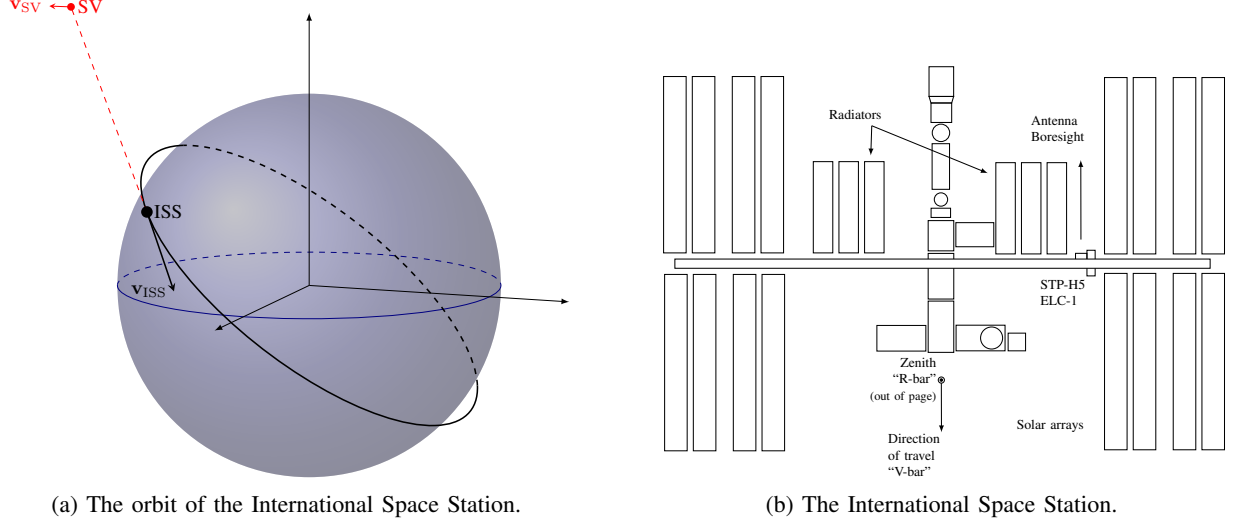 v_SV SV
ISS
v_ISS
(a) The orbit of the International Space Station.
Radiators
Antenna
Boresight
STP-H5
ELC-1
Zenith
“R-bar”
(out of page)
Direction
of travel
“V-bar”
Solar arrays
(b) The International Space Station.